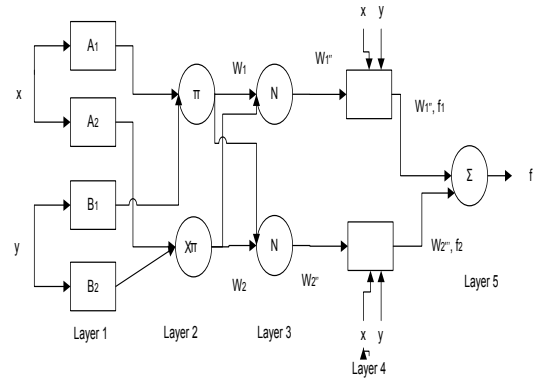 x y
A1
W1 W1"
x
π N
A2
W1", f1
Σ f
B1
y
Xπ N
W2"', f2
B2
W2 W2"
Layer 5
Layer 1 Layer 2 Layer 3
x y
Layer 4